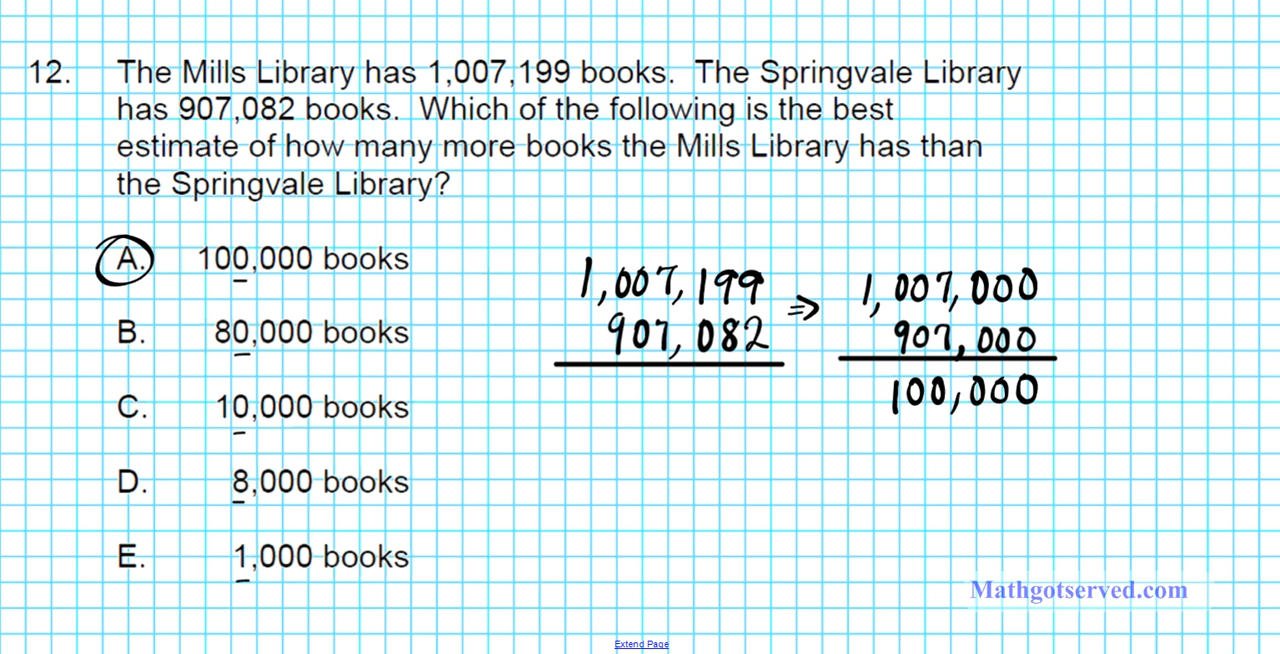 12. The Mills Library has 1,007,199 books. The Springvale Library
has 907,082 books. Which of the following is the best
estimate of how many more books the Mills Library has than
the Springvale Library?
A. 100,000 books
B. 80,000 books
C. 10,000 books
D. 8,000 books
E. 1,000 books
1,007,199 ⇒ 1,007,000
907,082 907,000
100,000
Mathgotserved.com
Extend Page